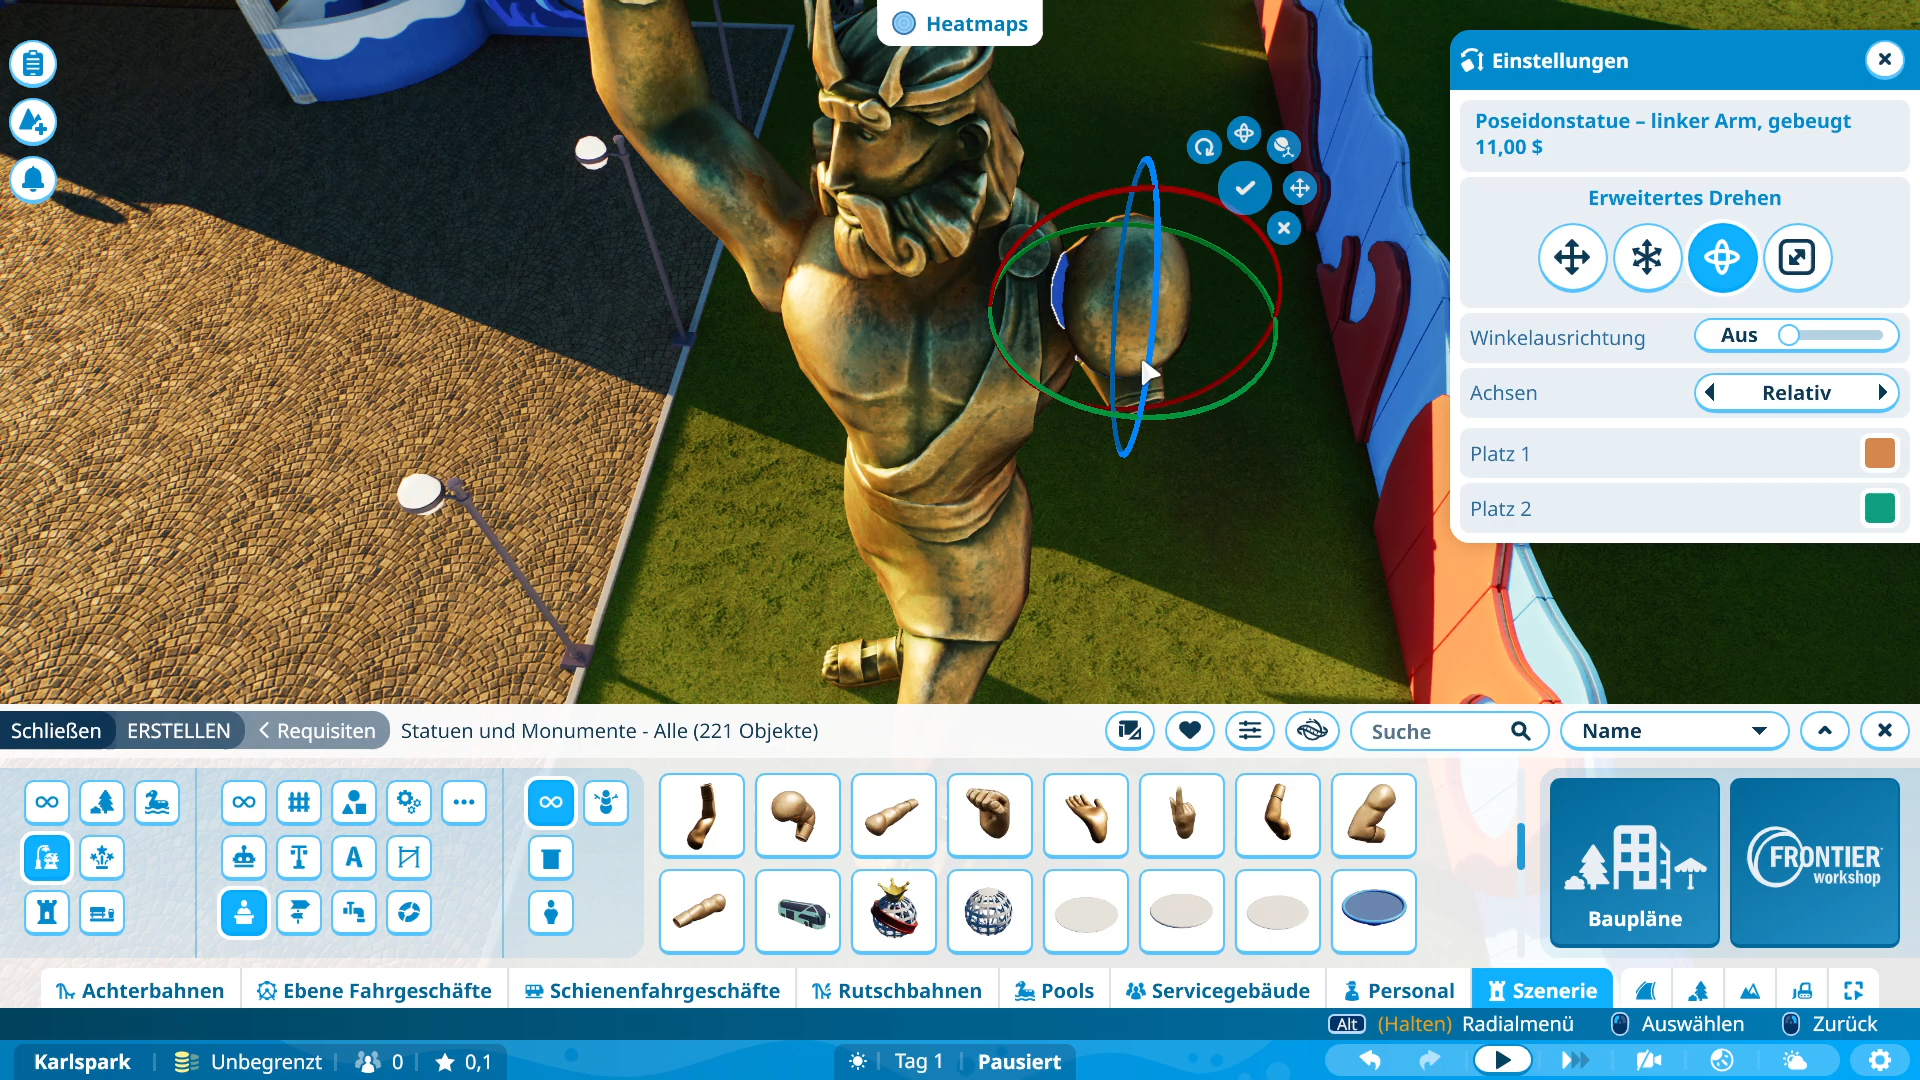 Heatmaps
Einstellungen
Poseidonstatue – linker Arm, gebeugt
11,00 $
Erweitertes Drehen
Winkelausrichtung
Aus
Achsen
Relativ
Platz 1
Platz 2
Schließen
ERSTELLEN
Requisiten
Statuen und Monumente - Alle (221 Objekte)
Suche
Name
Baupläne
FRONTIER
workshop
Achterbahnen
Ebene Fahrgeschäfte
Schienenfahrgeschäfte
Rutschbahnen
Pools
Servicegebäude
Personal
Szenerie
Alt (Halten) Radialmenü
Auswählen
Zurück
Karlspark
Unbegrenzt
0
0,1
Tag 1
Pausiert